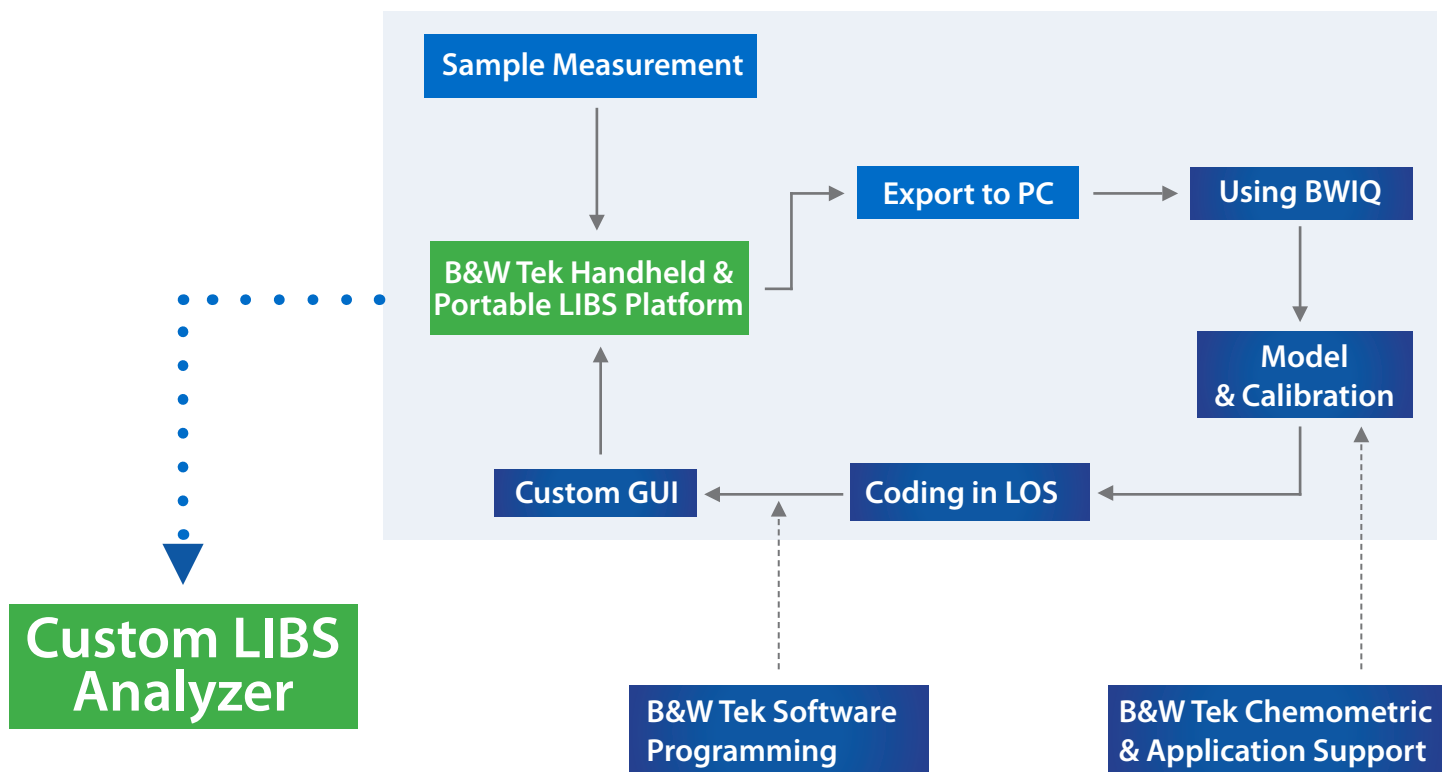 Sample Measurement
Export to PC
Using BWIQ
B&W Tek Handheld &
Portable LIBS Platform
Model
& Calibration
Custom GUI
Coding in LOS
Custom LIBS
Analyzer
B&W Tek Software
Programming
B&W Tek Chemometric
& Application Support